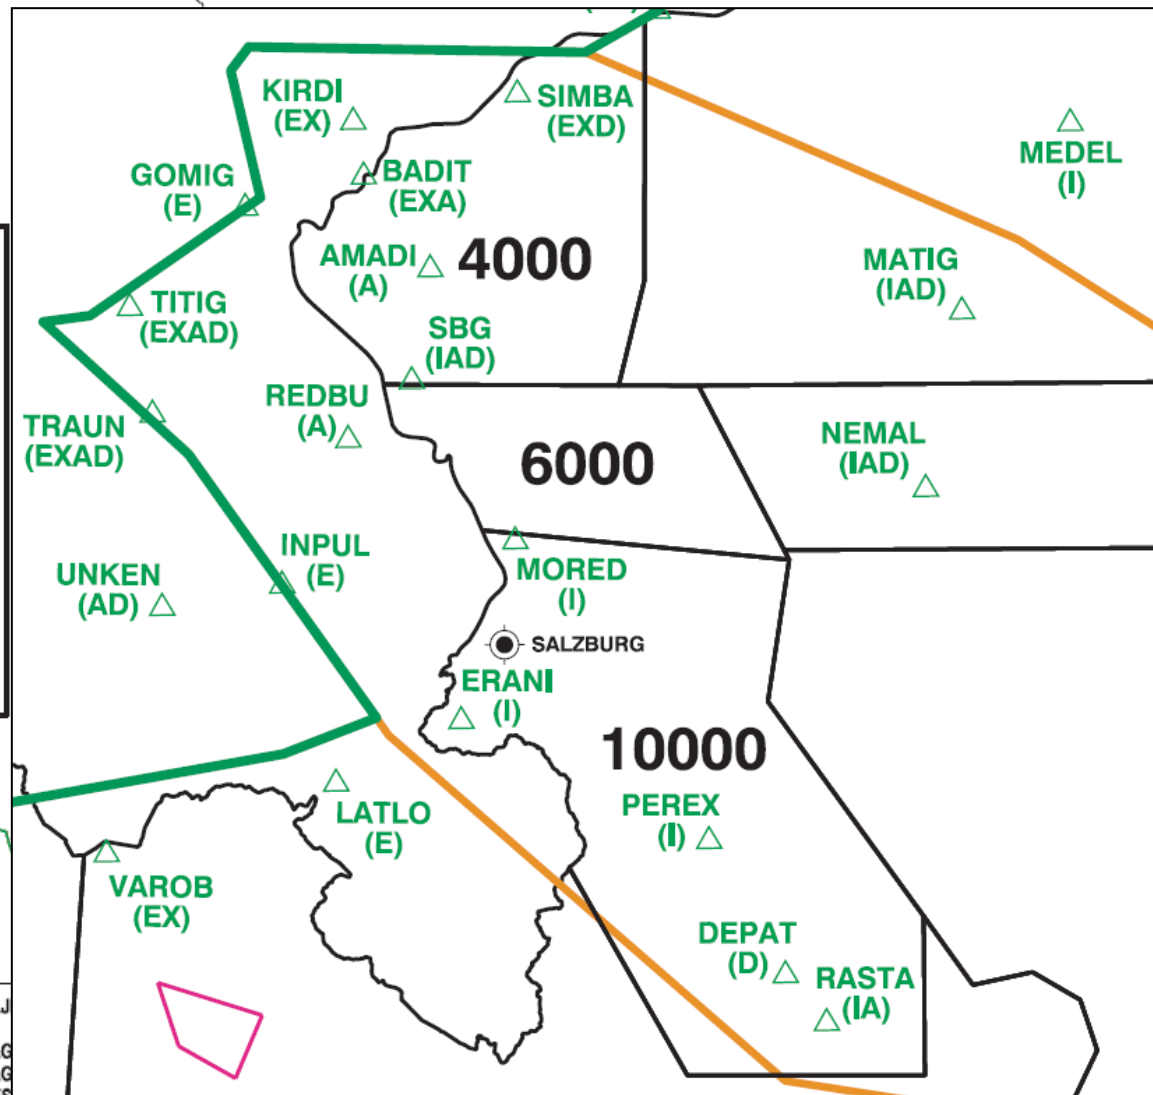 KIRDI
(EX)
SIMBA
(EXD)
MEDEL
(I)
GOMIG
(E)
BADIT
(EXA)
AMADI
(A)
4000
MATIG
(IAD)
TITIG
(EXAD)
SBG
(IAD)
REDBU
(A)
TRAUN
(EXAD)
6000
NEMAL
(IAD)
INPUL
(E)
UNKEN
(AD)
MORED
(I)
SALZBURG
ERANI
(I)
10000
LATLO
(E)
PEREX
(I)
VAROB
(EX)
DEPAT
(D)
RASTA
(IA)